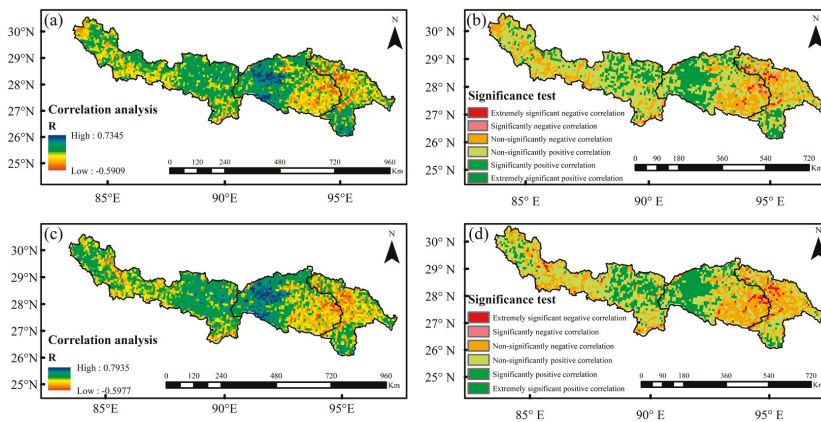 (a)
N
30°N
29°N
28°N
27°N
26°N
25°N
Correlation analysis
R
High : 0.7345
Low : -0.5909
0 120 240 480 720 960
Km
85° E 90° E 95° E
(b)
N
30°N
29°N
28°N
27°N
26°N
25°N
24°N
Significance test
Extremely significant negative correlation
Significantly negative correlation
Non-significantly negative correlation
Non-significantly positive correlation
Significantly positive correlation
Extremely significant positive correlation
0 90 180 360 540 720
Km
85° E 90° E 95° E
(c)
N
30°N
29°N
28°N
27°N
26°N
25°N
Correlation analysis
R
High : 0.7935
Low : -0.5977
0 120 240 480 720 960
Km
85° E 90° E 95° E
(d)
N
30°N
29°N
28°N
27°N
26°N
25°N
24°N
Significance test
Extremely significant negative correlation
Significantly negative correlation
Non-significantly negative correlation
Non-significantly positive correlation
Significantly positive correlation
Extremely significant positive correlation
0 90 180 360 540 720
Km
85° E 90° E 95° E